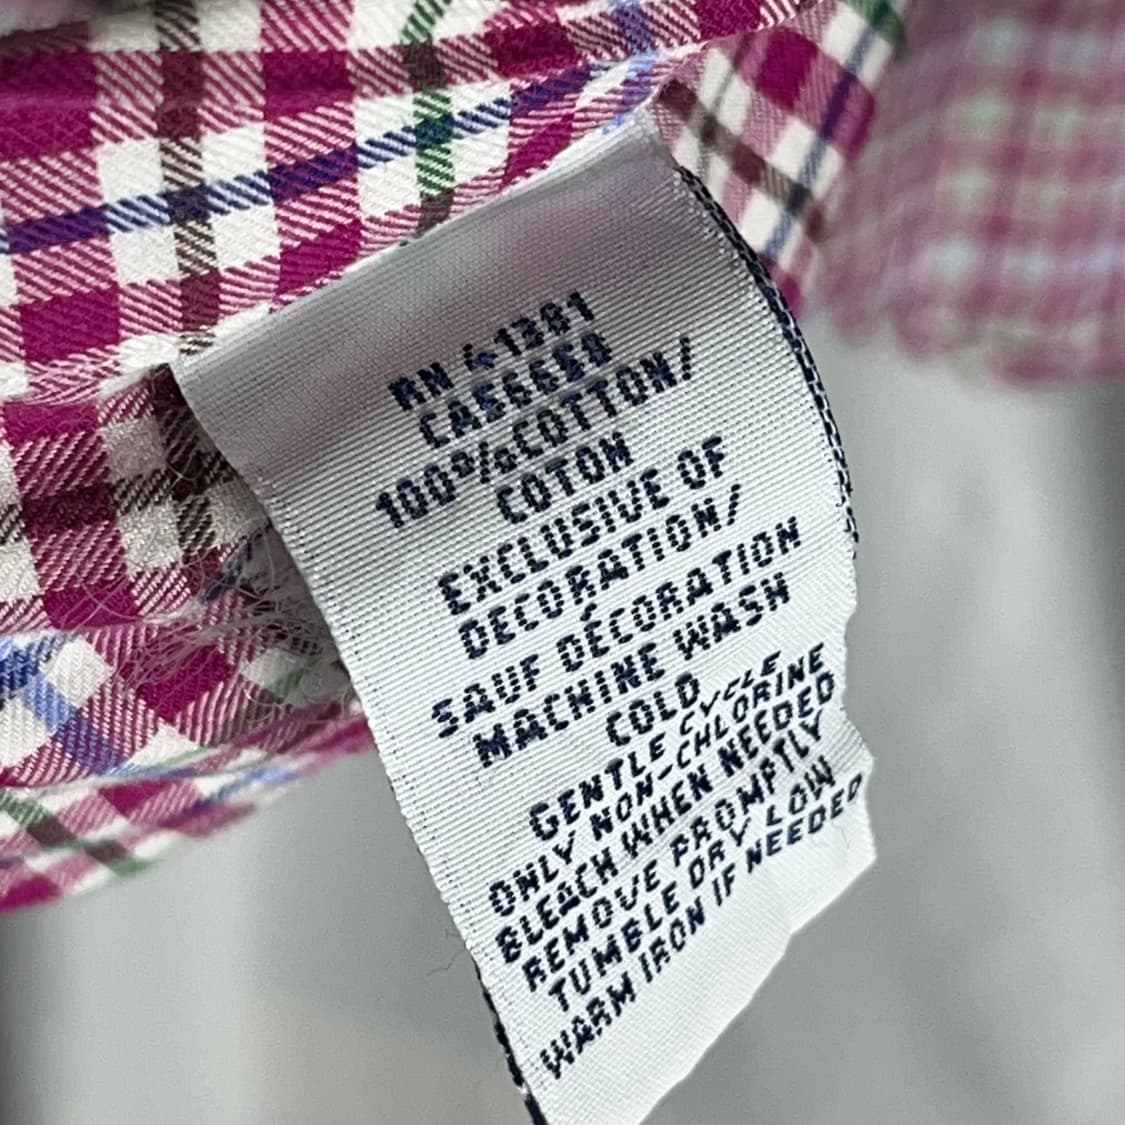 RN 41381
CA56680
100%COTTON/
COTON
EXCLUSIVE OF
DECORATION/
SAUF DÉCORATION
MACHINE WASH
COLD
GENTLE CYCLE
ONLY NON-CHLORINE
BLEACH WHEN NEEDED
REMOVE PROMPTLY
TUMBLE DRY LOW
WARM IRON IF NEEDED